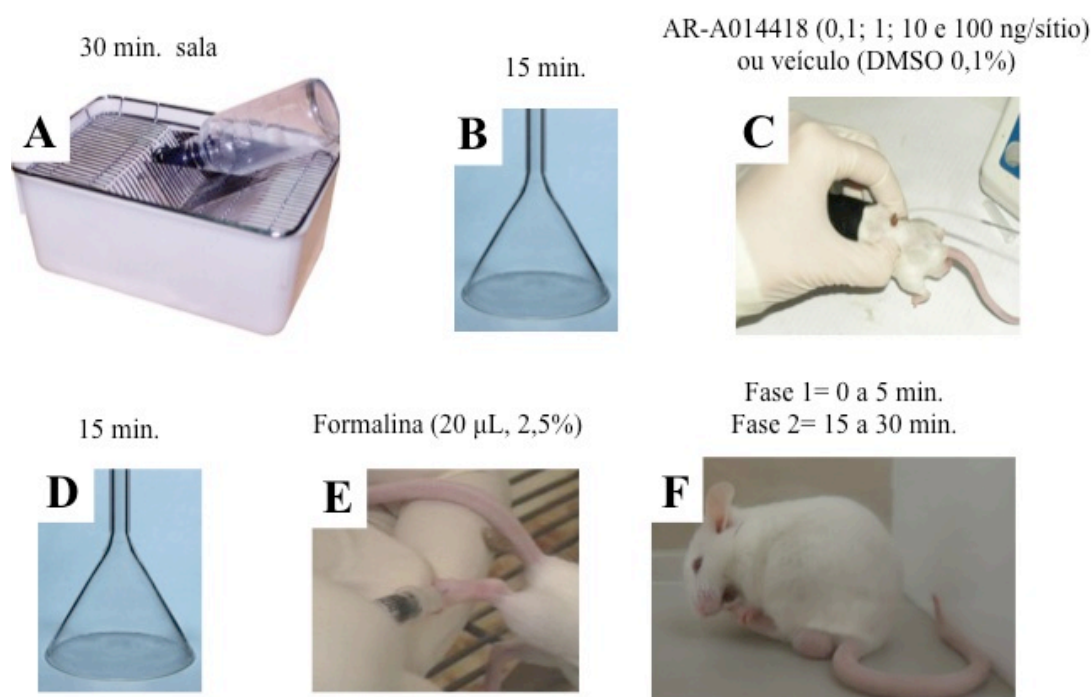 30 min. sala
A
15 min.
B
AR-A014418 (0,1; 1; 10 e 100 ng/sítio)
ou veículo (DMSO 0,1%)
C
15 min.
D
Formalina (20 µL, 2,5%)
E
Fase 1= 0 a 5 min.
Fase 2= 15 a 30 min.
F